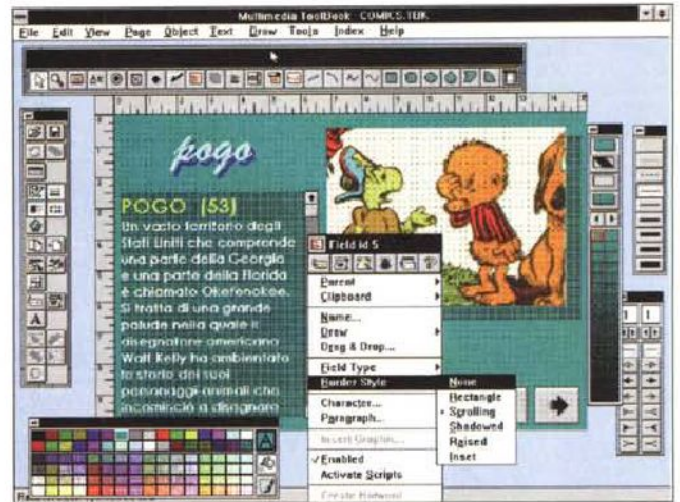 Multimedia ToolBook - COMICS.TBK
File Edit View Page Object Text Draw Tools Index Help
pogo
POGO (53)
Un vasto territorio degli
Stati Uniti che comprende
una parte della Georgia
e una parte della Florida
è chiamato Okefenokee.
Si tratta di una grande
palude nella quale il
disegnatore americano
Walt Kelly ha ambientato
le storie dei suoi
personaggi animali che
incomincia a disegnare
Field id 5
Parent
Clipboard
Name...
Draw
Drag & Drop...
Field Type
Border Style
Character...
Paragraph...
Insert Graphic...
Enabled
Activate Scripts
None
Rectangle
Scrolling
Shadowed
Raised
Inset
A
A